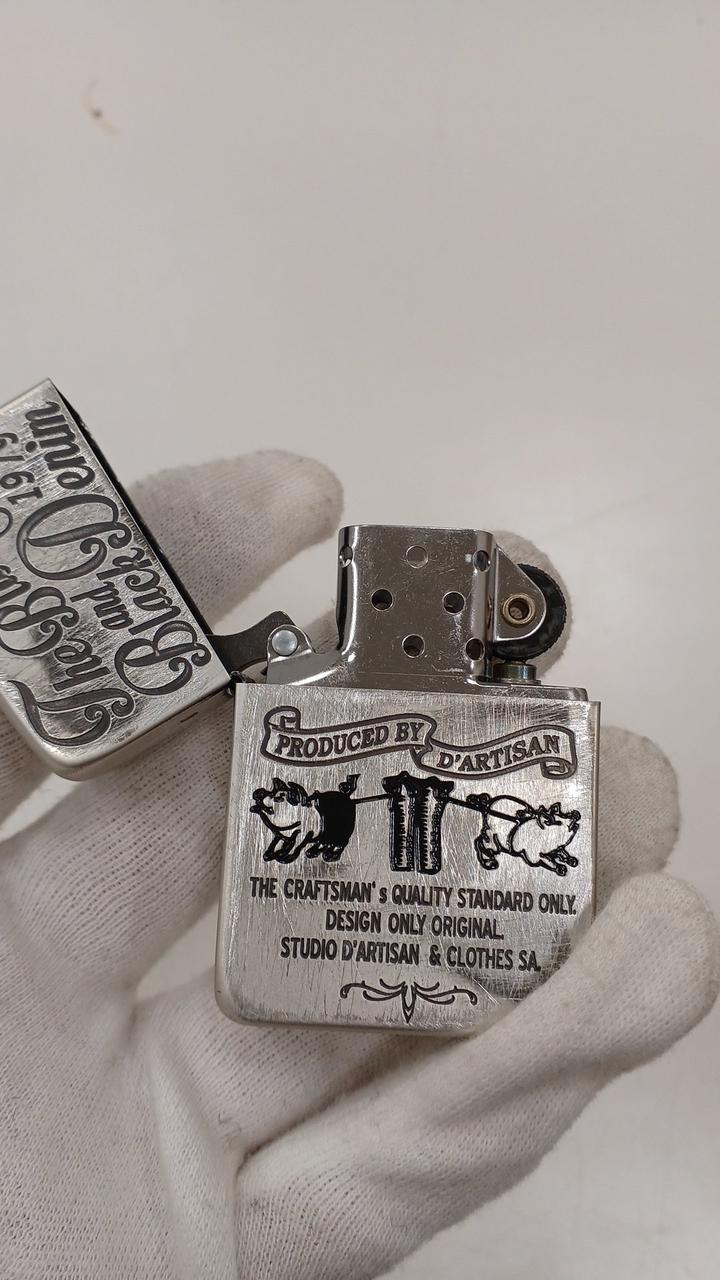 The
and
Black Denim
PRODUCED BY D'ARTISAN
THE CRAFTSMAN's QUALITY STANDARD ONLY.
DESIGN ONLY ORIGINAL.
STUDIO D'ARTISAN & CLOTHES SA.